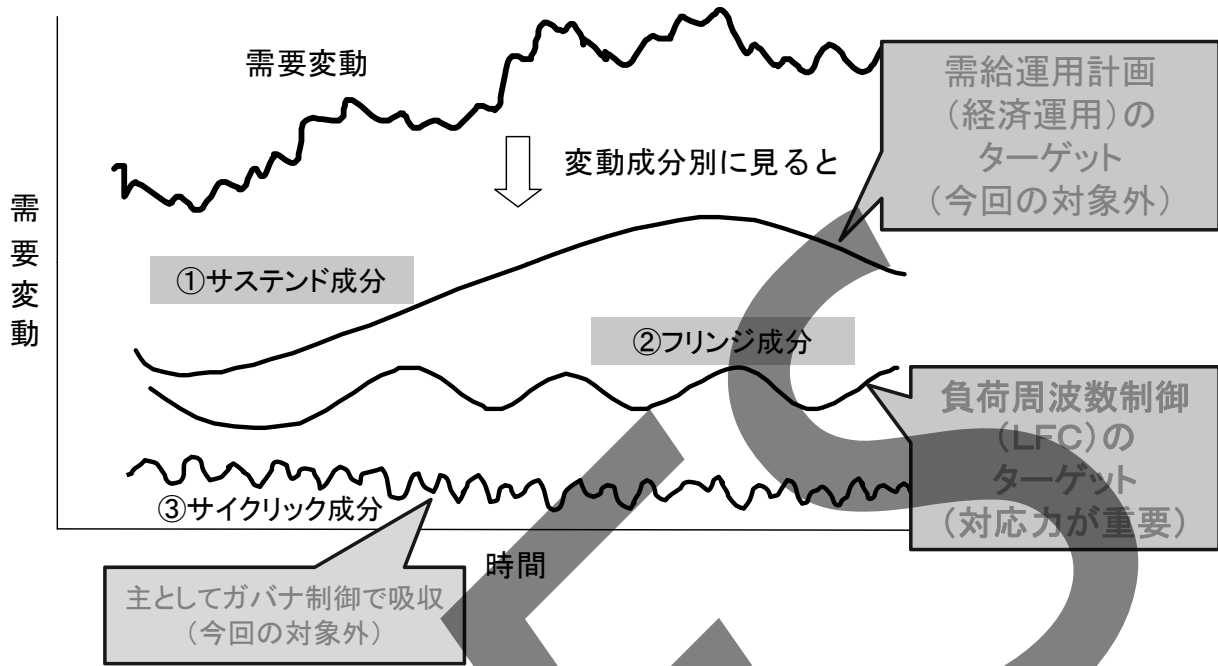 需要変動
需給運用計画
（経済運用）の
ターゲット
（今回の対象外）
変動成分別に見ると
需要変動
①サステンド成分
②フリンジ成分
負荷周波数制御
（LFC）の
ターゲット
（対応力が重要）
③サイクリック成分
時間
主としてガバナ制御で吸収
（今回の対象外）